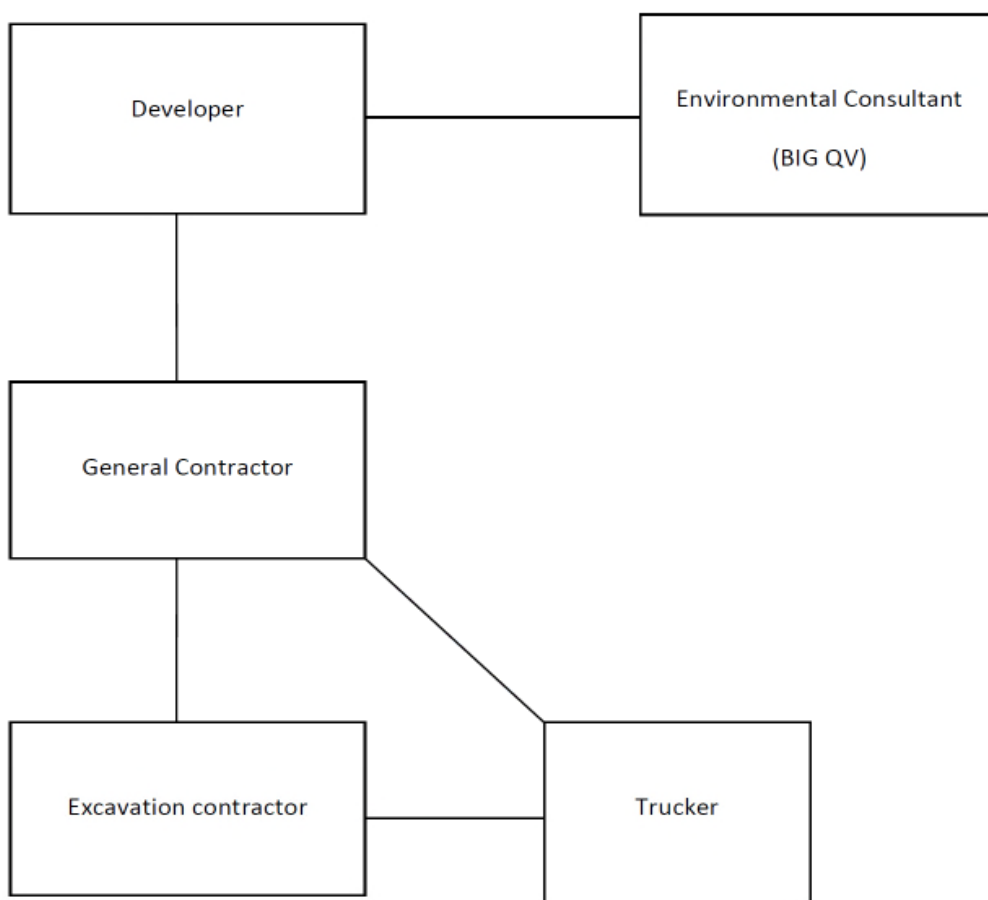 Developer
Environmental Consultant
(BIG QV)
General Contractor
Excavation contractor
Trucker